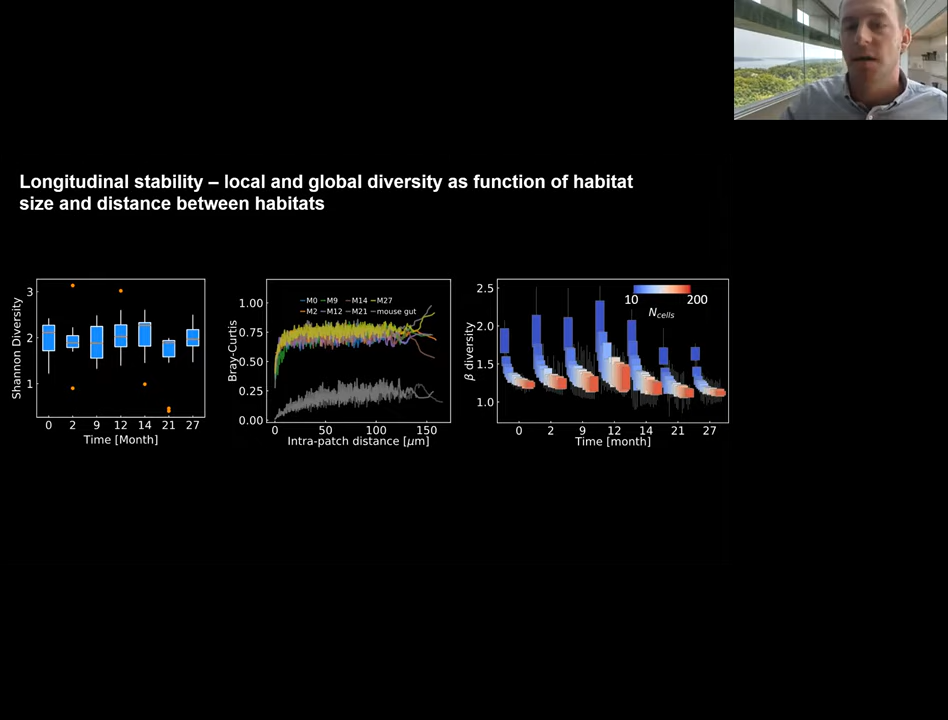 Longitudinal stability – local and global diversity as function of habitat
size and distance between habitats
3
2
1
Shannon Diversity
0 2 9 12 14 21 27
Time [Month]
1.00
0.75
0.50
0.25
0.00
Bray-Curtis
M0 M9 M14 M27
M2 M12 M21 mouse gut
0 50 100 150
Intra-patch distance [μm]
2.5
2.0
1.5
1.0
β diversity
10 200
Ncells
0 2 9 12 14 21 27
Time [month]